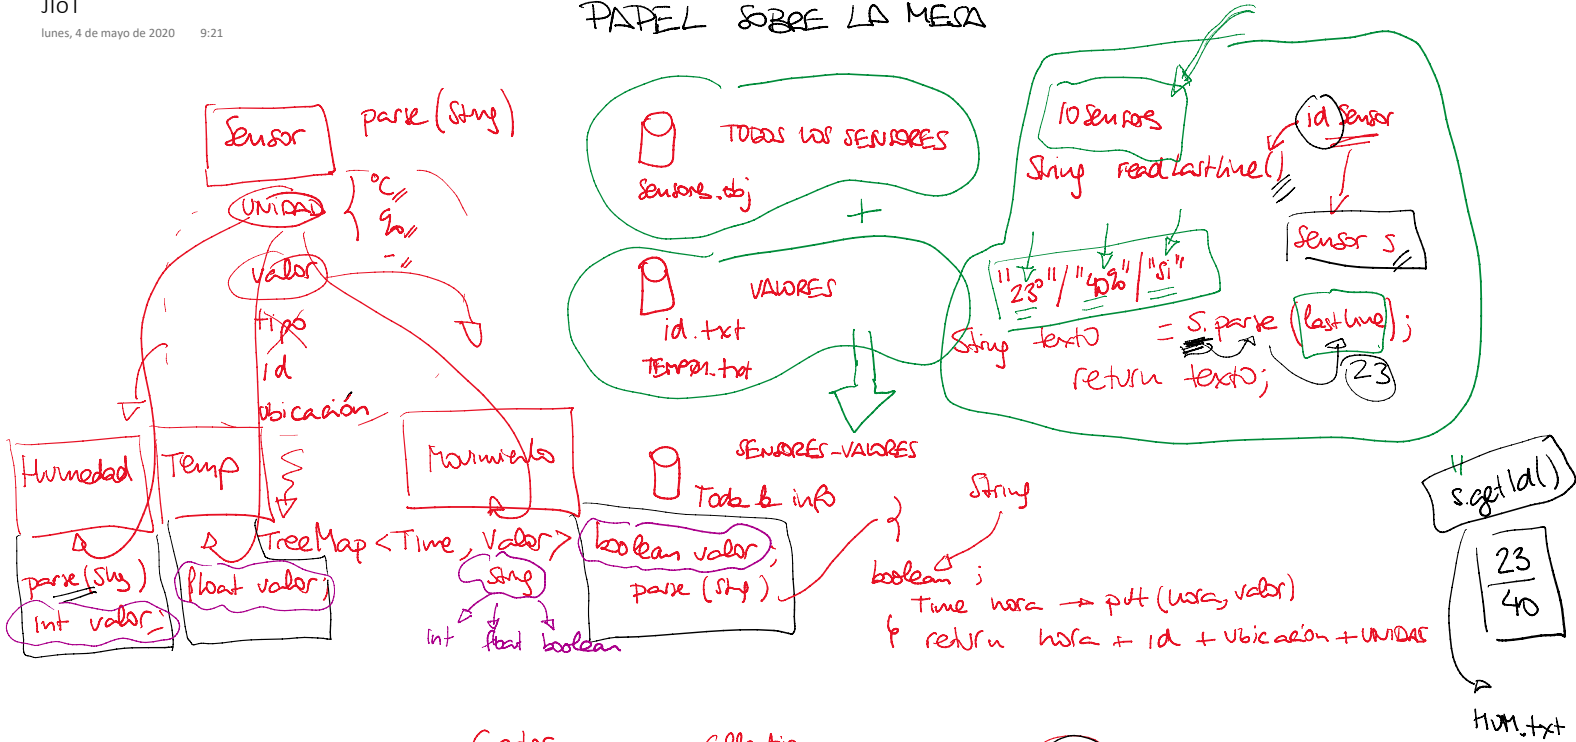 JIoT
lunes, 4 de mayo de 2020 9:21
PAPEL SOBRE LA MESA
Sensor
parse(String)
UNIDAD
°C
%
-
valor
tipo
id
ubicación
Humedad
Temp
Movimiento
TreeMap <Time, Valor>
String
int float boolean
parse(String)
int valor;
float valor;
boolean valor;
parse (String)
TODOS LOS SENSORES
sensores.obj
+
VALORES
id.txt
TEMP01.txt
SENSORES-VALORES
Toda la info
10 sensores
id sensor
String readLastLine()
sensor s
"23°"/"40%"/"Si"
String texto = s.parse(lastline);
return texto;
23
String
boolean ;
Time hora → put(hora, valor)
return hora + id + ubicación + UNIDAS
s.getId()
23
40
HUM.txt